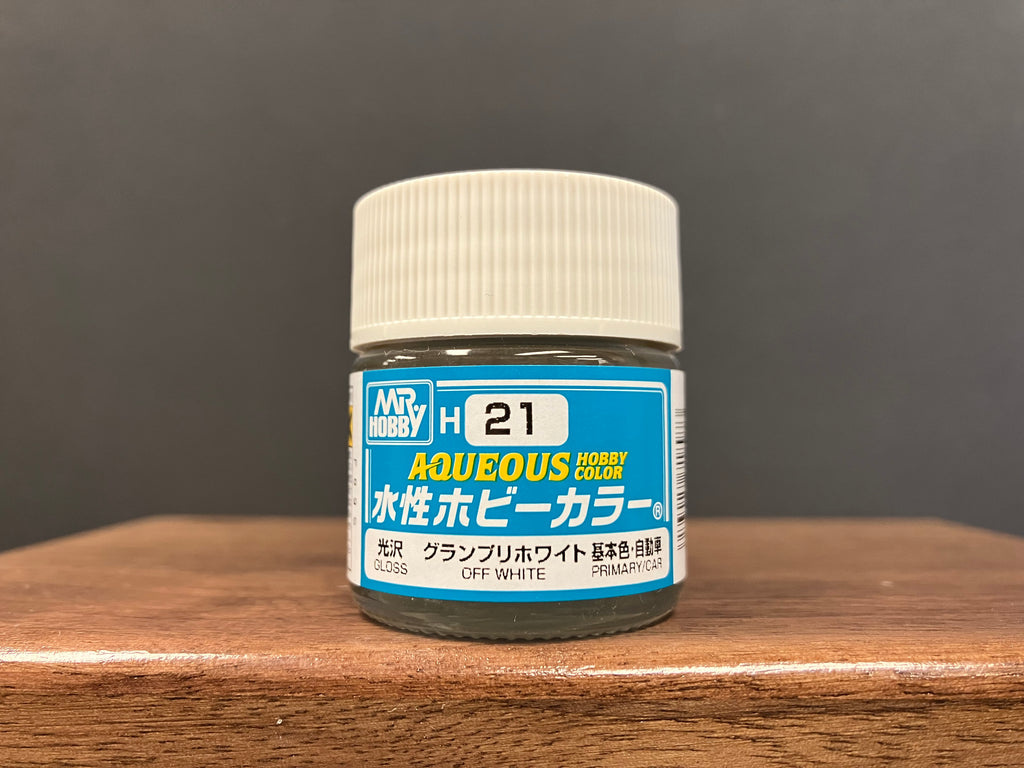 MR HOBBY
H 21
AQUEOUS HOBBY COLOR
水性ホビーカラー®
光沢 グランプリホワイト 基本色・自動車
GLOSS OFF WHITE PRIMARY/CAR